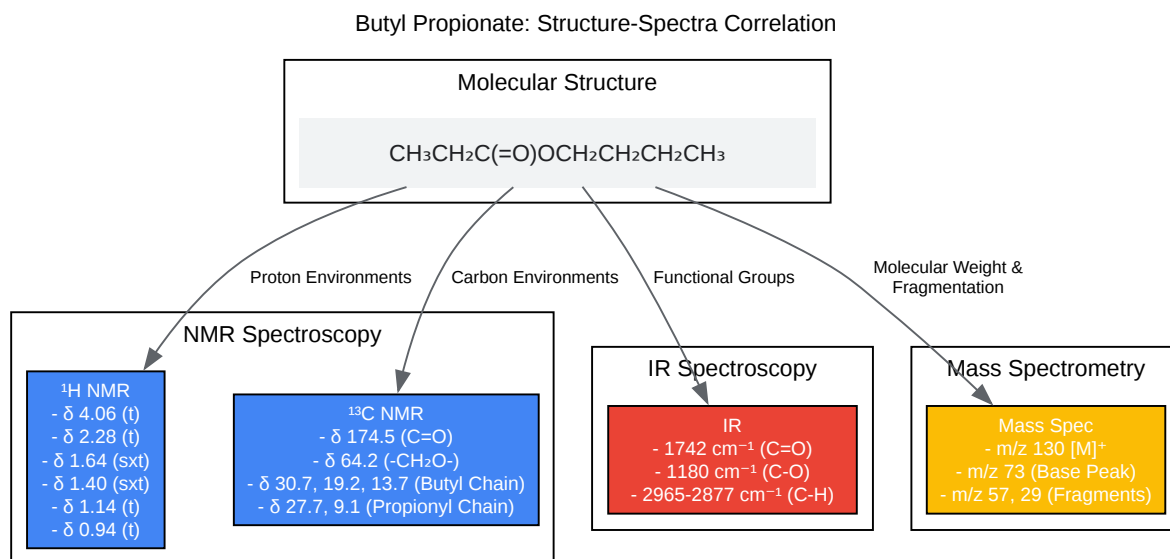 Butyl Propionate: Structure-Spectra Correlation
Molecular Structure
CH₃CH₂C(=O)OCH₂CH₂CH₂CH₃
Proton Environments
Carbon Environments
Functional Groups
Molecular Weight &
Fragmentation
NMR Spectroscopy
¹H NMR
- δ 4.06 (t)
- δ 2.28 (t)
- δ 1.64 (sxt)
- δ 1.40 (sxt)
- δ 1.14 (t)
- δ 0.94 (t)
¹³C NMR
- δ 174.5 (C=O)
- δ 64.2 (-CH₂O-)
- δ 30.7, 19.2, 13.7 (Butyl Chain)
- δ 27.7, 9.1 (Propionyl Chain)
IR Spectroscopy
IR
- 1742 cm⁻¹ (C=O)
- 1180 cm⁻¹ (C-O)
- 2965-2877 cm⁻¹ (C-H)
Mass Spectrometry
Mass Spec
- m/z 130 [M]⁺
- m/z 73 (Base Peak)
- m/z 57, 29 (Fragments)